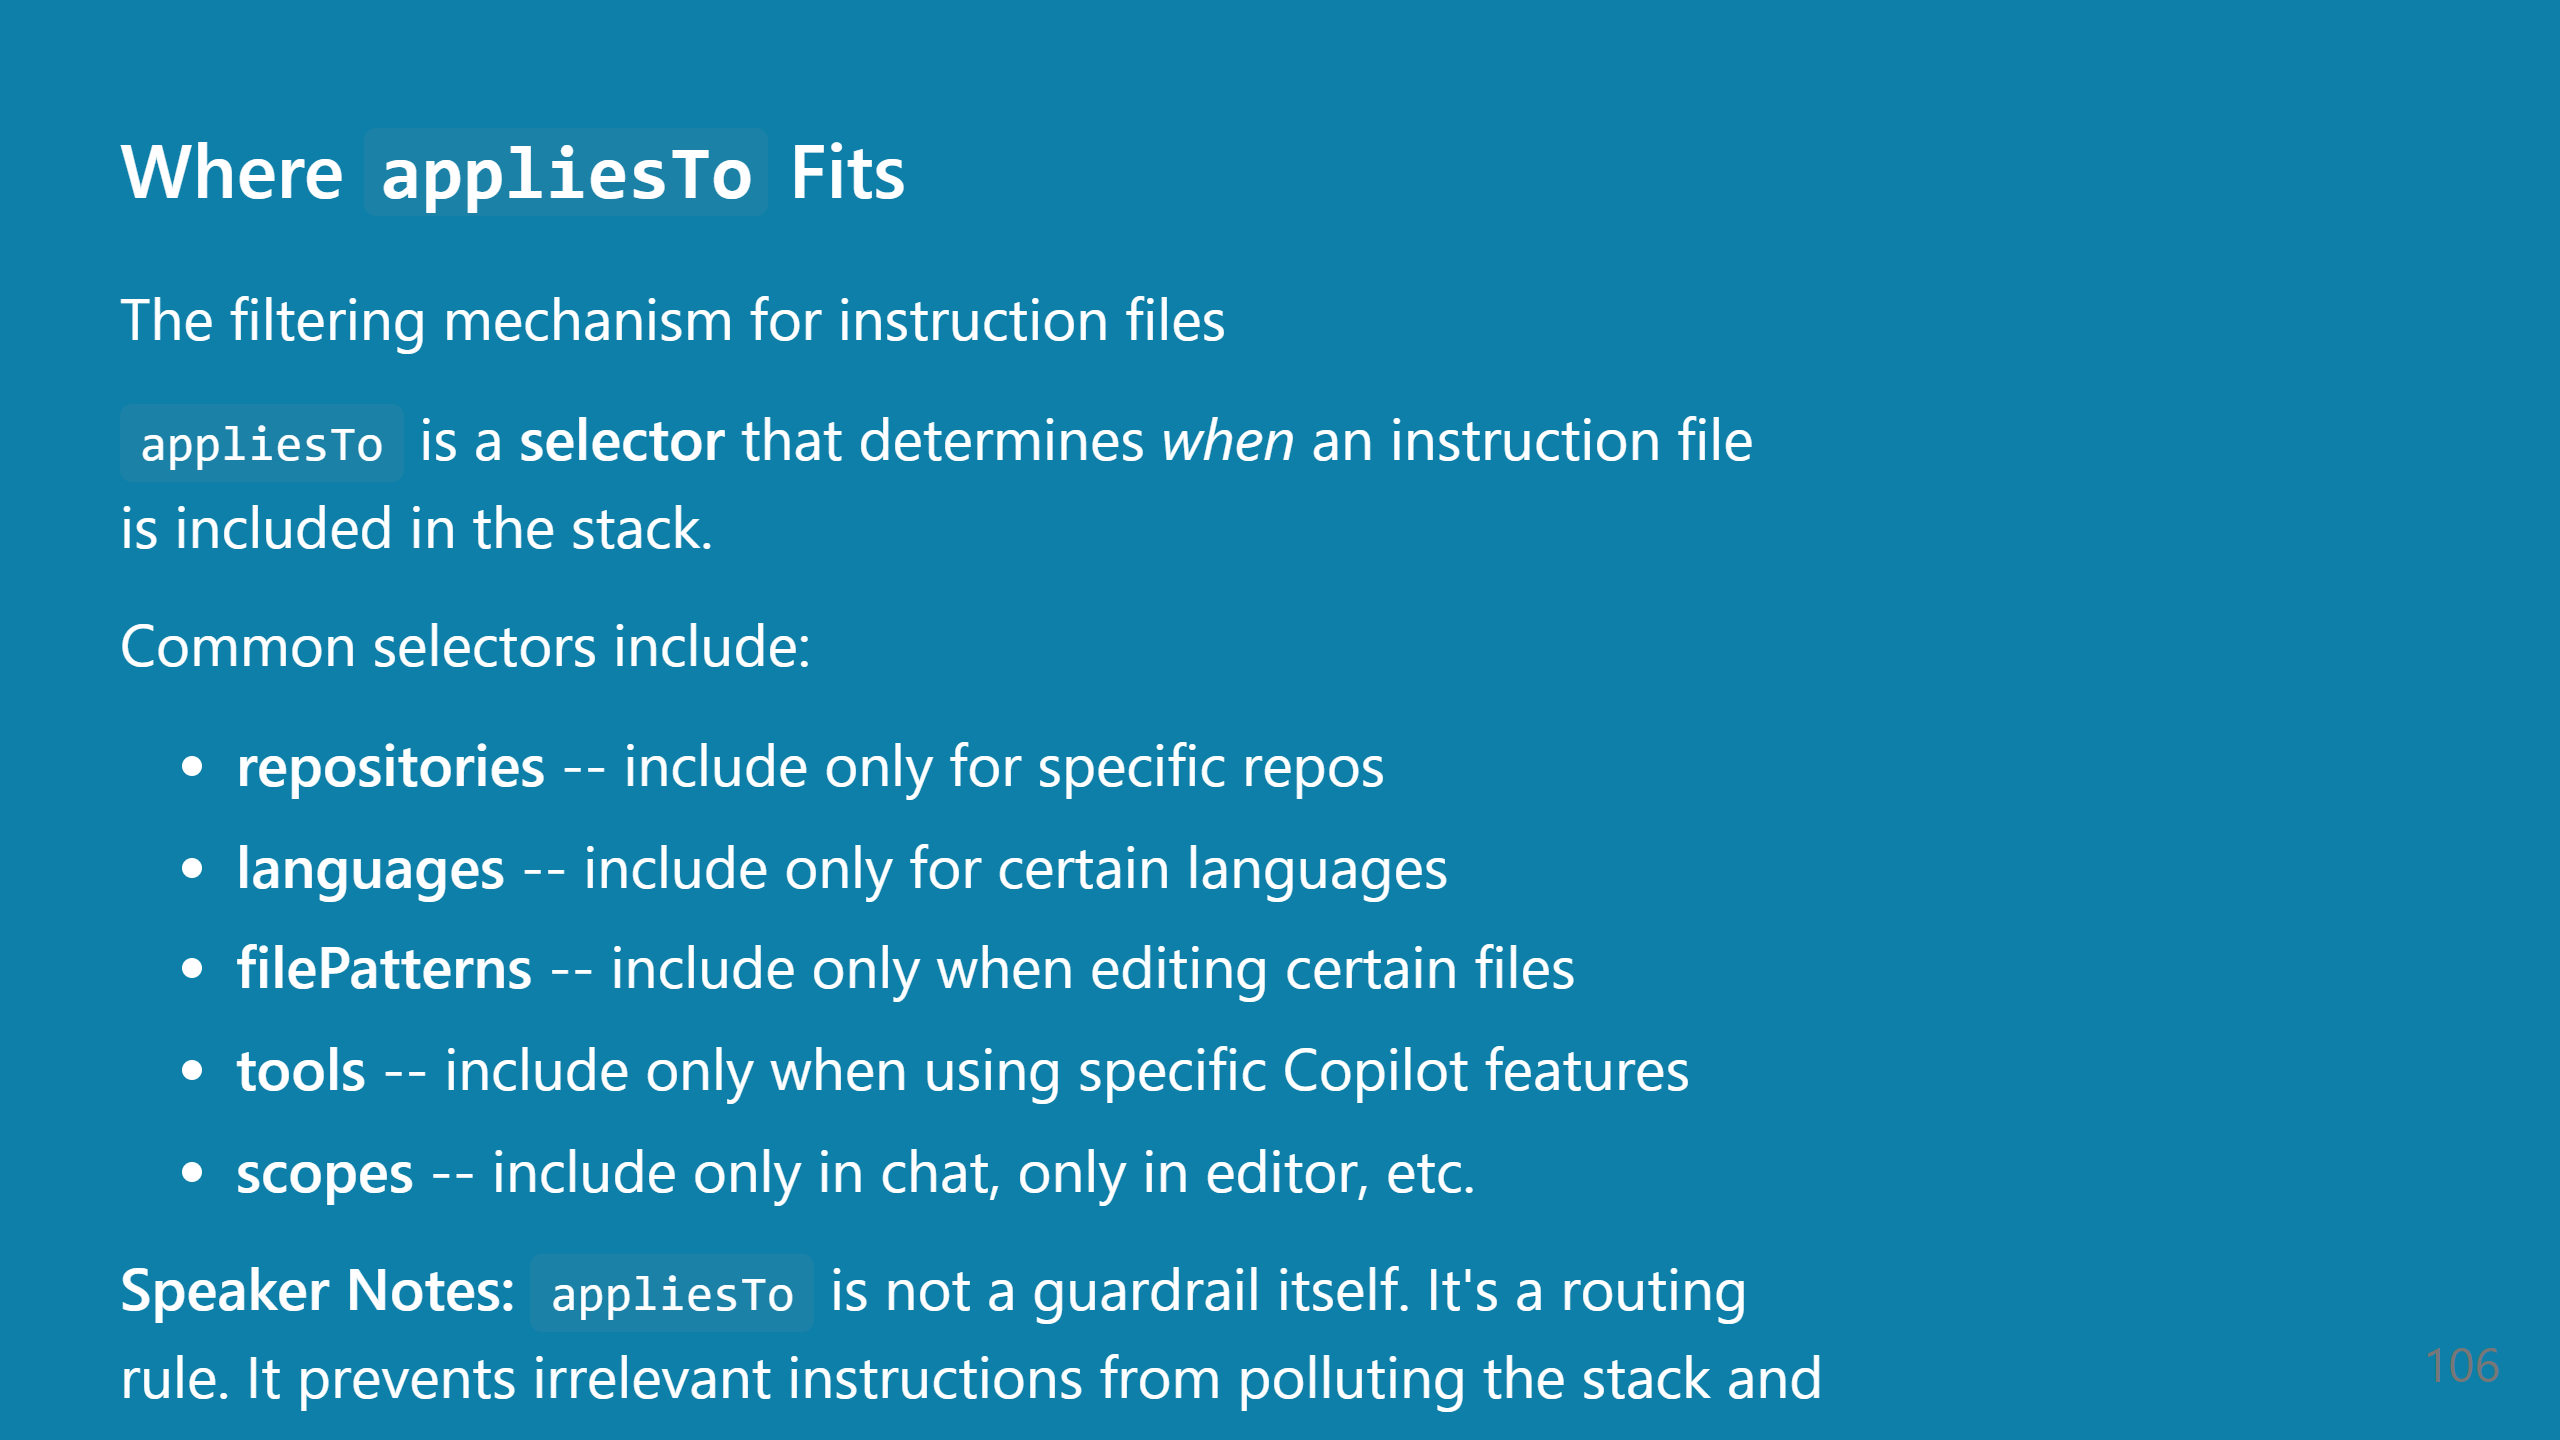 Where appliesTo Fits
The filtering mechanism for instruction files
appliesTo is a selector that determines when an instruction file
is included in the stack.
Common selectors include:
• repositories -- include only for specific repos
• languages -- include only for certain languages
• filePatterns -- include only when editing certain files
• tools -- include only when using specific Copilot features
• scopes -- include only in chat, only in editor, etc.
Speaker Notes: appliesTo is not a guardrail itself. It's a routing
rule. It prevents irrelevant instructions from polluting the stack and
106